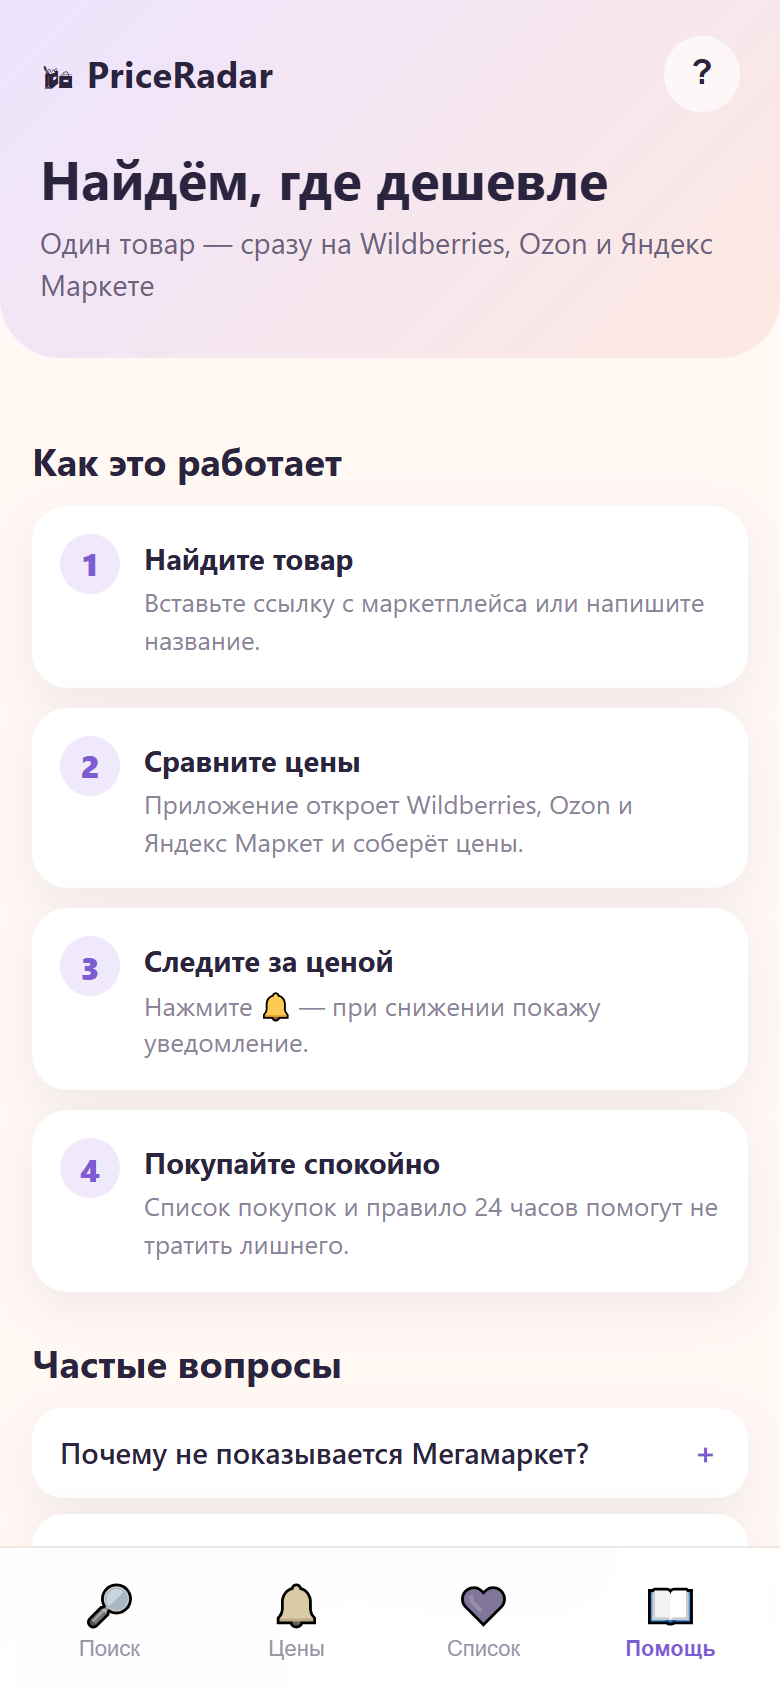 PriceRadar
?
Найдём, где дешевле
Один товар — сразу на Wildberries, Ozon и Яндекс
Маркете
Как это работает
1
Найдите товар
Вставьте ссылку с маркетплейса или напишите
название.
2
Сравните цены
Приложение откроет Wildberries, Ozon и
Яндекс Маркет и соберёт цены.
3
Следите за ценой
Нажмите 🔔 — при снижении покажу
уведомление.
4
Покупайте спокойно
Список покупок и правило 24 часов помогут не
тратить лишнего.
Частые вопросы
Почему не показывается Мегамаркет? +
Поиск Цены Список Помощь